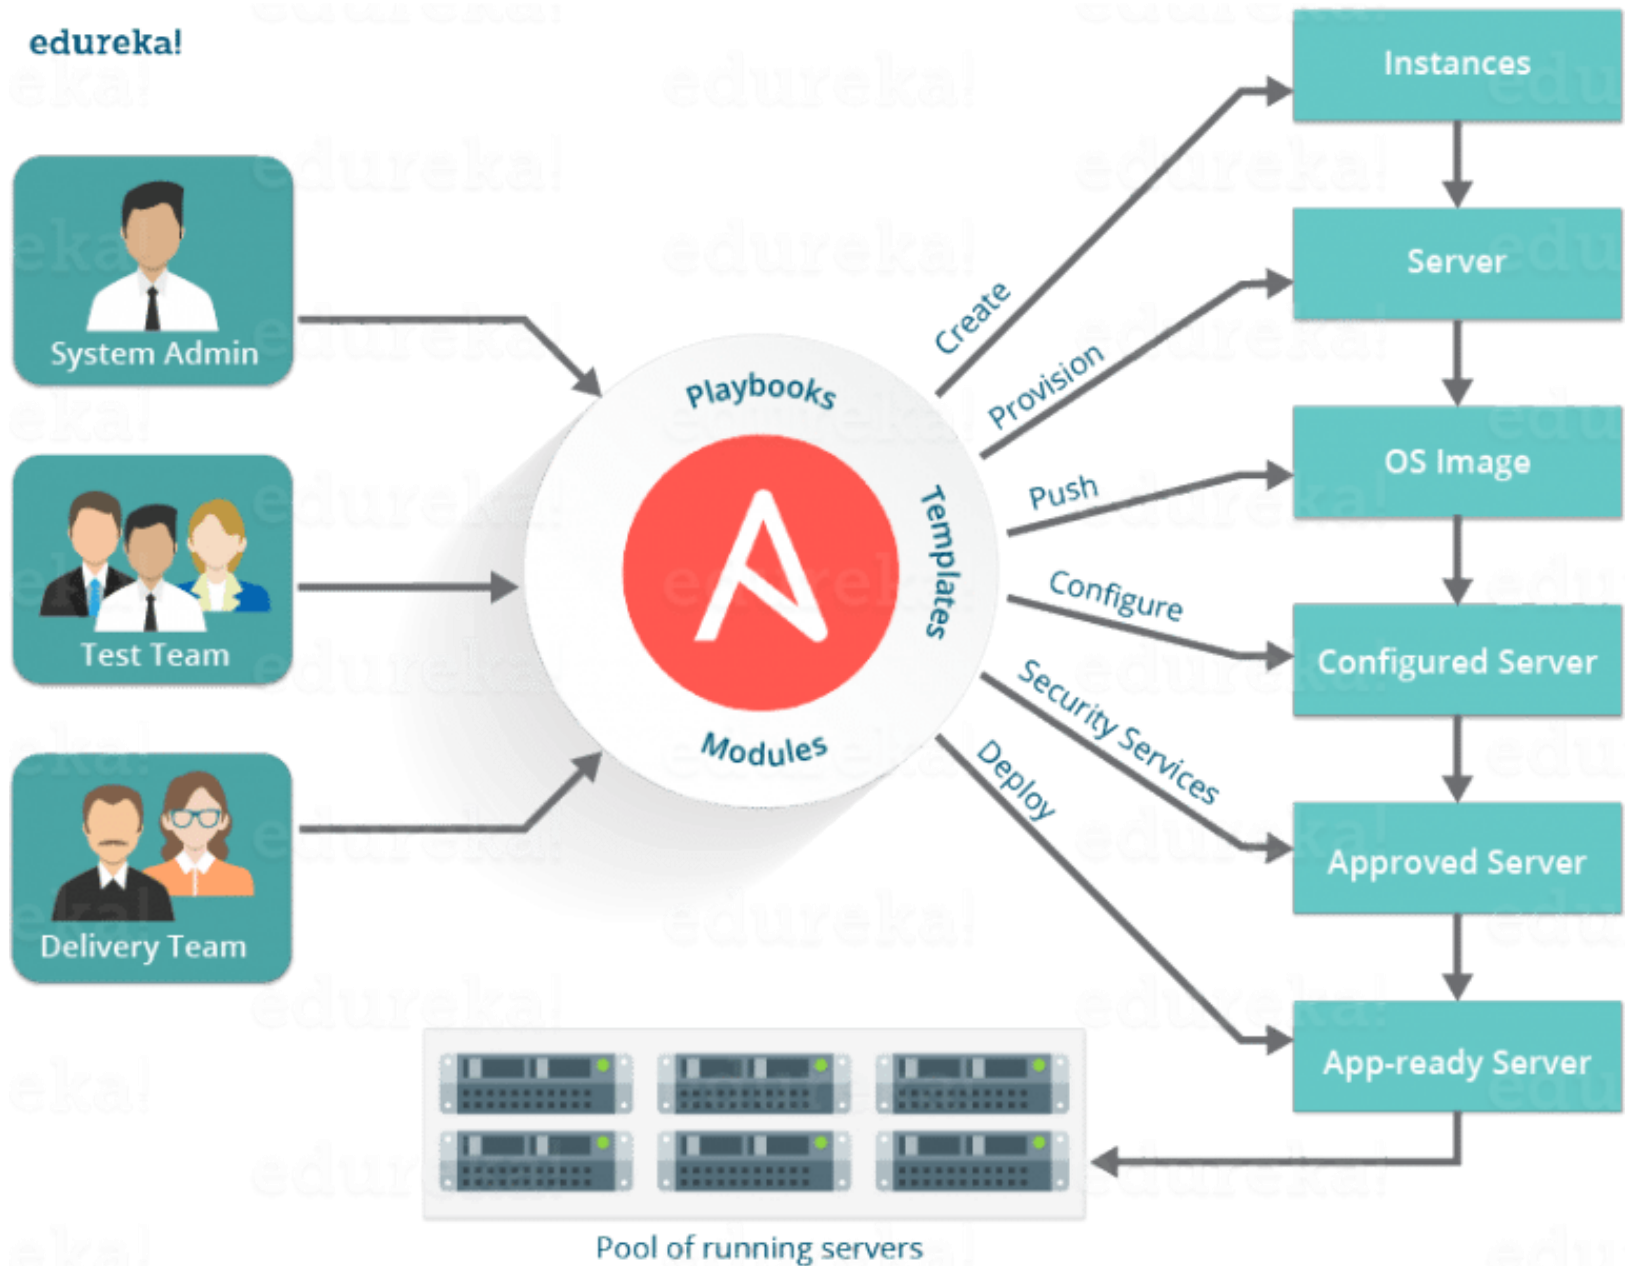 edureka!
System Admin
Test Team
Delivery Team
Playbooks
Templates
Modules
Create
Provision
Push
Configure
Security Services
Deploy
Instances
Server
OS Image
Configured Server
Approved Server
App-ready Server
Pool of running servers